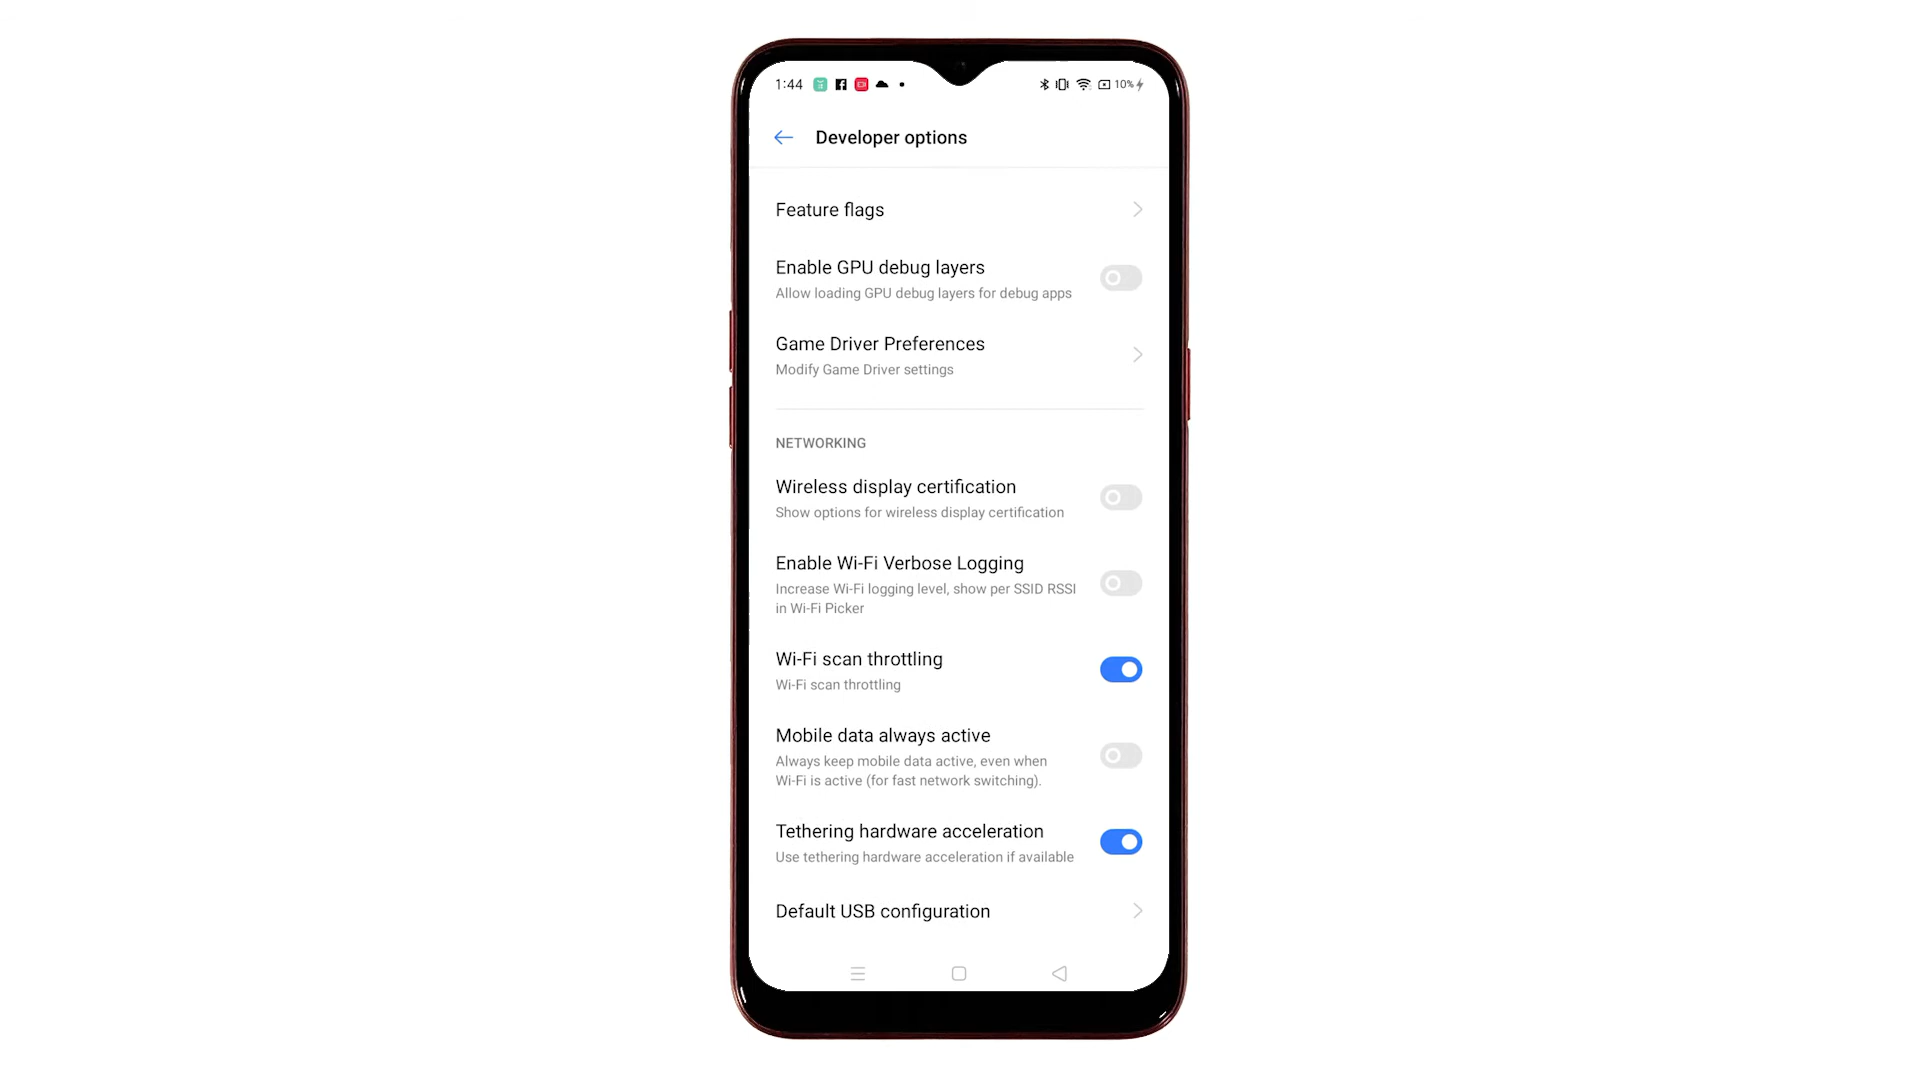 1:44 10%
Developer options
Feature flags
Enable GPU debug layers
Allow loading GPU debug layers for debug apps
Game Driver Preferences
Modify Game Driver settings
NETWORKING
Wireless display certification
Show options for wireless display certification
Enable Wi-Fi Verbose Logging
Increase Wi-Fi logging level, show per SSID RSSI
in Wi-Fi Picker
Wi-Fi scan throttling
Wi-Fi scan throttling
Mobile data always active
Always keep mobile data active, even when
Wi-Fi is active (for fast network switching).
Tethering hardware acceleration
Use tethering hardware acceleration if available
Default USB configuration